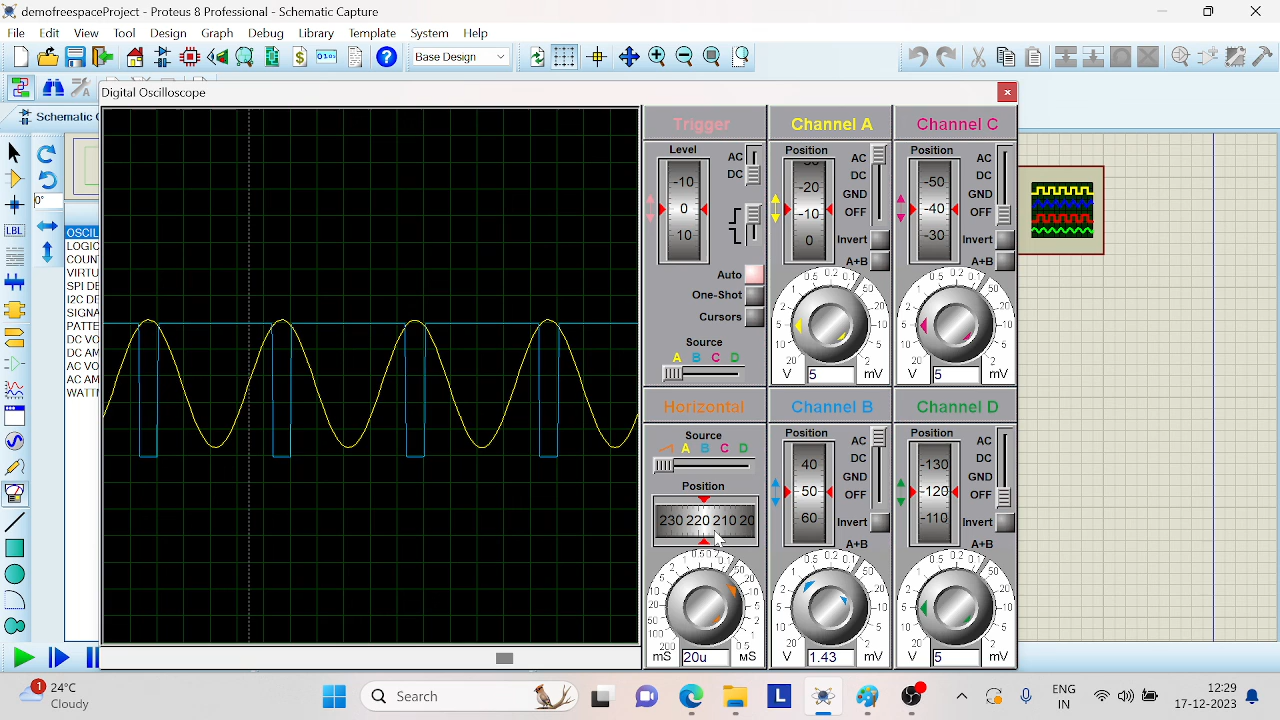 demofreespaceProject - Protues 8 Professional - Schematic Capture
File Edit View Tool Design Graph Debug Library Template System Help
Base Design
Digital Oscilloscope
Schematic C
0°
LBL
OSCIL
LOGIC
COUN
VIRTU
SPI DE
I2C DE
SIGNA
PATTE
DC VO
DC AM
AC VO
AC AM
WATT
Trigger
Level
-10
0
10
AC
DC
Auto
One-Shot
Cursors
Source
A B C D
Channel A
Position
-20
-10
0
AC
DC
GND
OFF
Invert
A+B
V 5 mV
Channel C
Position
-50
-40
-30
AC
DC
GND
OFF
Invert
A+B
V 5 mV
Horizontal
Source
A B C D
Position
230 220 210 20
mS 20u µS
Channel B
Position
40
50
60
AC
DC
GND
OFF
Invert
A+B
V 1.43 mV
Channel D
Position
-130
-120
-110
AC
DC
GND
OFF
Invert
A+B
V 5 mV
1
24°C
Cloudy
Search
L
ENG
IN
12:29
17-12-2023